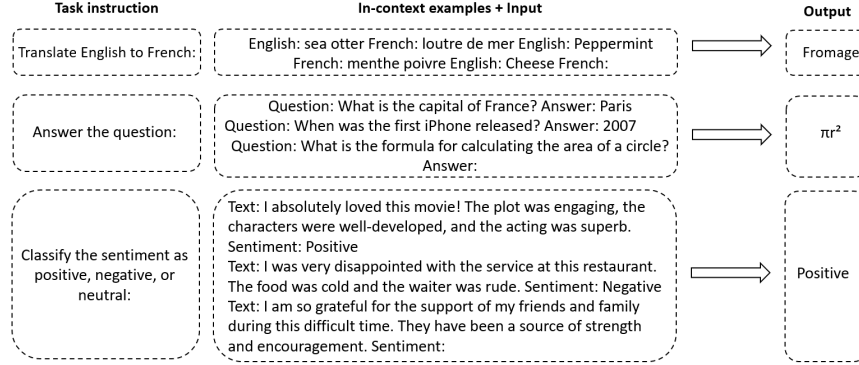 Task instruction
In-context examples + Input
Output
Translate English to French:
English: sea otter French: loutre de mer English: Peppermint
French: menthe poivre English: Cheese French:
Fromage
Answer the question:
Question: What is the capital of France? Answer: Paris
Question: When was the first iPhone released? Answer: 2007
Question: What is the formula for calculating the area of a circle?
Answer:
πr²
Classify the sentiment as
positive, negative, or
neutral:
Text: I absolutely loved this movie! The plot was engaging, the
characters were well-developed, and the acting was superb.
Sentiment: Positive
Text: I was very disappointed with the service at this restaurant.
The food was cold and the waiter was rude. Sentiment: Negative
Text: I am so grateful for the support of my friends and family
during this difficult time. They have been a source of strength
and encouragement. Sentiment:
Positive